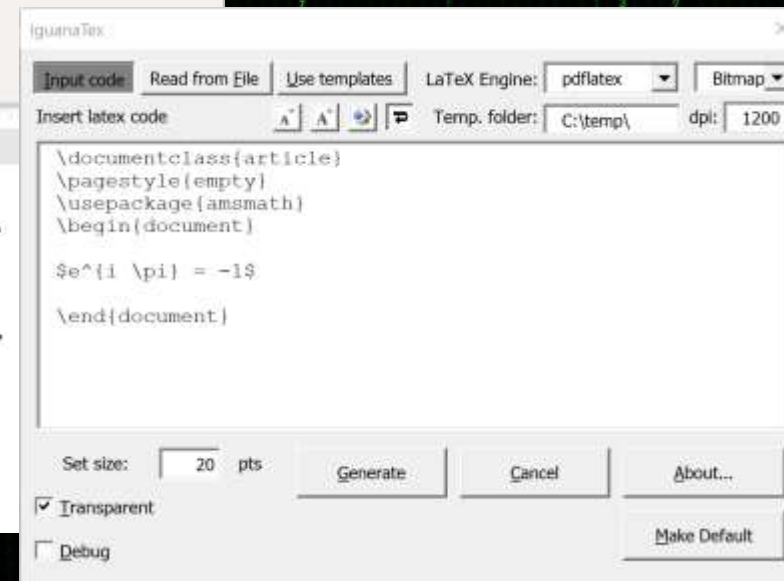 IguanaTex
Input code Read from File Use templates LaTeX Engine: pdflatex Bitmap
Insert latex code Temp. folder: C:\temp\ dpi: 1200
\documentclass{article}
\pagestyle{empty}
\usepackage{amsmath}
\begin{document}
$e^{i \pi} = -1$
\end{document}
Set size: 20 pts Generate Cancel About...
Transparent
Make Default
Debug